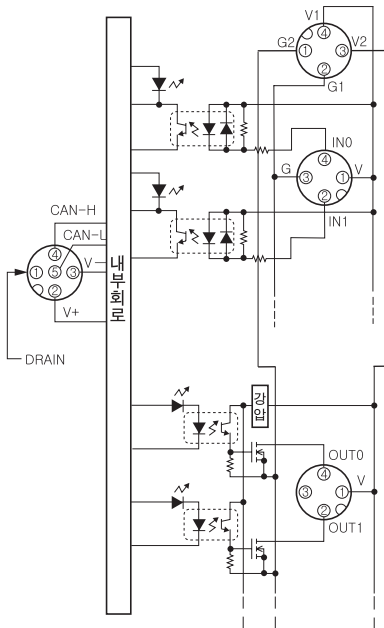 V1
④
G2 ① ③ V2
②
G1
IN0
④
G ③ ① V
②
IN1
CAN-H
CAN-L
④
① ⑤ ③ V−
②
V+
DRAIN
내부회로
강압
OUT0
④
③ ① V
②
OUT1